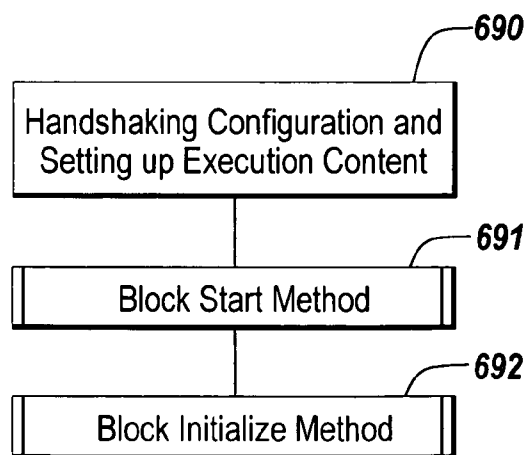 690
Handshaking Configuration and
Setting up Execution Content
691
Block Start Method
692
Block Initialize Method